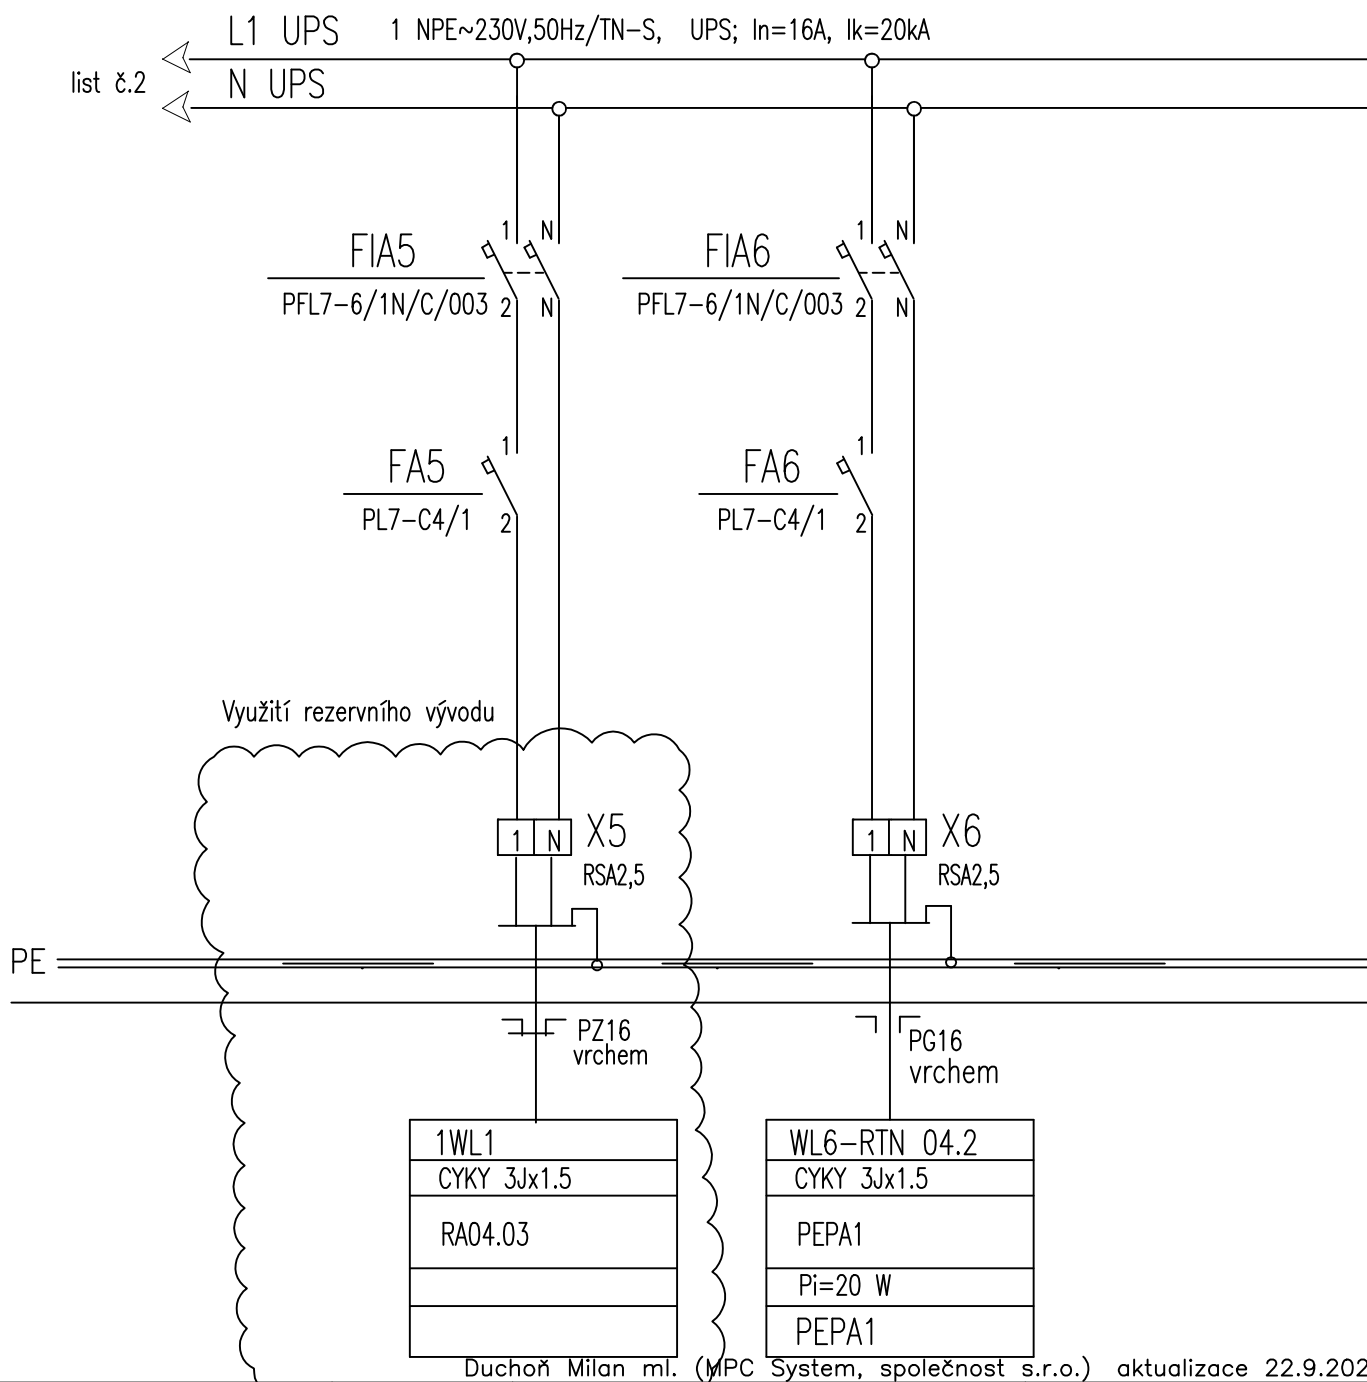 L1 UPS 1 NPE~230V,50Hz/TN-S, UPS; In=16A, Ik=20kA
list č.2
N UPS
1 N 1 N
FIA5 FIA6
PFL7-6/1N/C/003 2 N PFL7-6/1N/C/003 2 N
1 1
FA5 FA6
PL7-C4/1 2 PL7-C4/1 2
Využití rezervního vývodu
1 N X5 1 N X6
RSA2,5 RSA2,5
PE
PZ16 PG16
vrchem vrchem
1WL1 WL6-RTN 04.2
CYKY 3Jx1.5 CYKY 3Jx1.5
RA04.03 PEPA1
Pi=20 W
PEPA1
Duchoň Milan ml. (MPC System, společnost s.r.o.) aktualizace 22.9.202